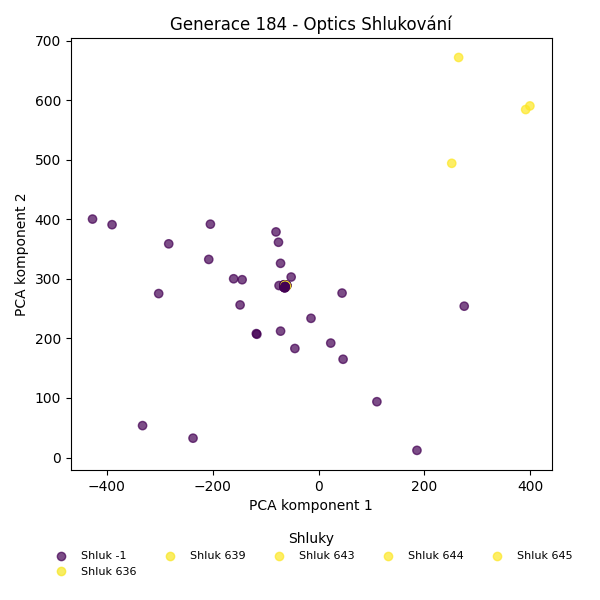 Generace 184 - Optics Shlukování
700
600
500
400
300
200
100
0
PCA komponent 2
−400 −200 0 200 400
PCA komponent 1
Shluky
Shluk -1 Shluk 639 Shluk 643 Shluk 644 Shluk 645
Shluk 636